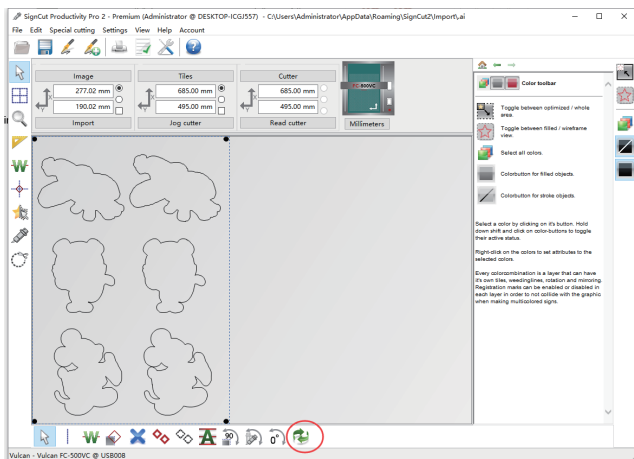 SignCut Productivity Pro 2 - Premium (Administrator @ DESKTOP-ICGJ557) - C:\Users\Administrator\AppData\Roaming\SignCut2\Import\,ai
File Edit Special cutting Settings View Help Account
Image
277.02 mm
190.02 mm
X
Y
Import
Tiles
685.00 mm
495.00 mm
X
Y
Jog cutter
Cutter
685.00 mm
495.00 mm
X
Y
Read cutter
FC-500VC
Millimeters
Color toolbar
Toggle between optimized / whole
area.
Toggle between filled / wireframe
view.
Select all colors.
Colorbutton for filled objects.
Colorbutton for stroke objects.
Select a color by clicking on it's button. Hold
down shift and click on color-buttons to toggle
their active status.
Right-click on the colors to set attributes to the
selected colors.
Every colorcombination is a layer that can have
it's own tiles, weedinglines, rotation and mirroring.
Registration marks can be enabled or disabled in
each layer in order to not collide with the graphic
when making multicolored signs.
W
W
A
90
0°
Vulcan - Vulcan FC-500VC @ USB00B